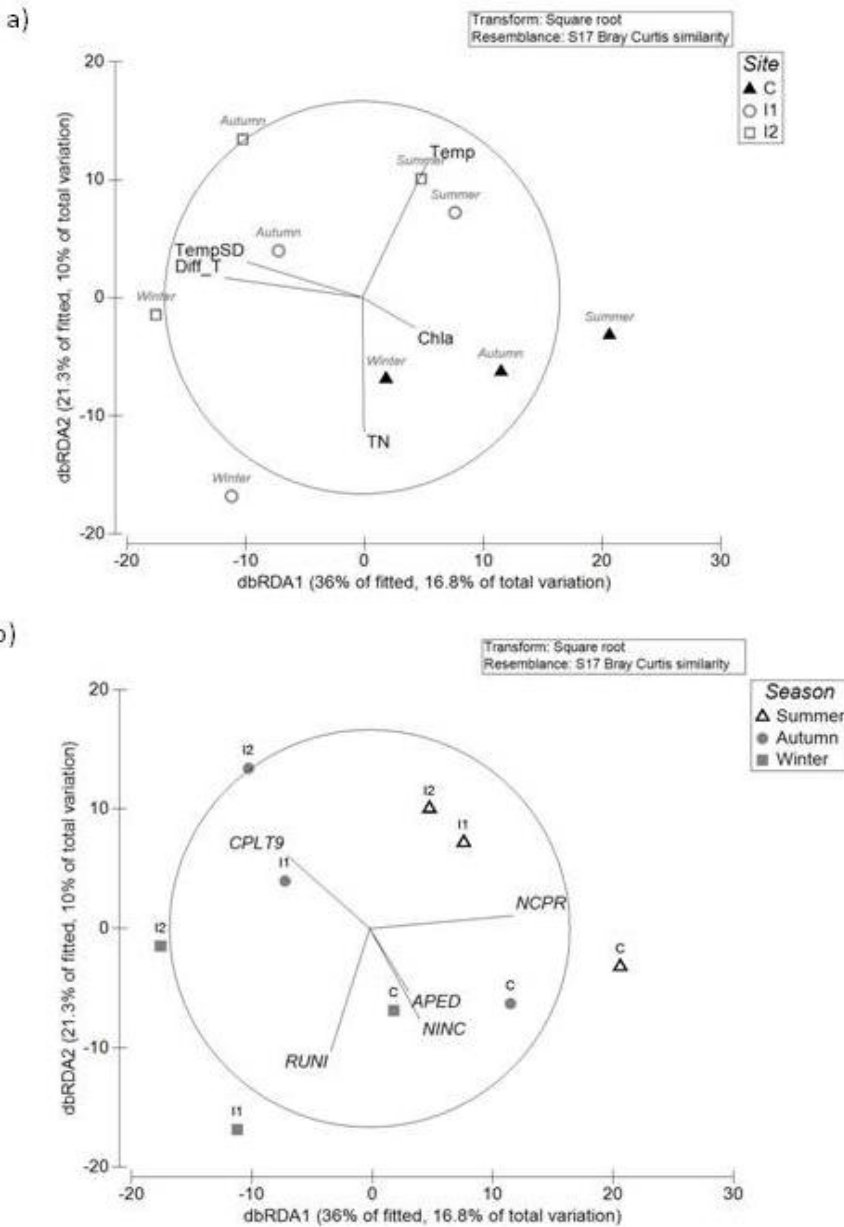 a)
Transform: Square root
Resemblance: S17 Bray Curtis similarity
Site
C
I1
I2
20
10
0
-10
-20
dbRDA2 (21.3% of fitted, 10% of total variation)
Autumn
Summer
Temp
Summer
Autumn
TempSD
Diff_T
Winter
Chla
Summer
Winter
Autumn
TN
Winter
-20
-10
0
10
20
30
dbRDA1 (36% of fitted, 16.8% of total variation)
b)
Transform: Square root
Resemblance: S17 Bray Curtis similarity
Season
Summer
Autumn
Winter
20
10
0
-10
-20
dbRDA2 (21.3% of fitted, 10% of total variation)
I2
I2
I1
CPLT9
I1
NCPR
I2
C
C
C
APED
NINC
RUNI
I1
-20
-10
0
10
20
30
dbRDA1 (36% of fitted, 16.8% of total variation)